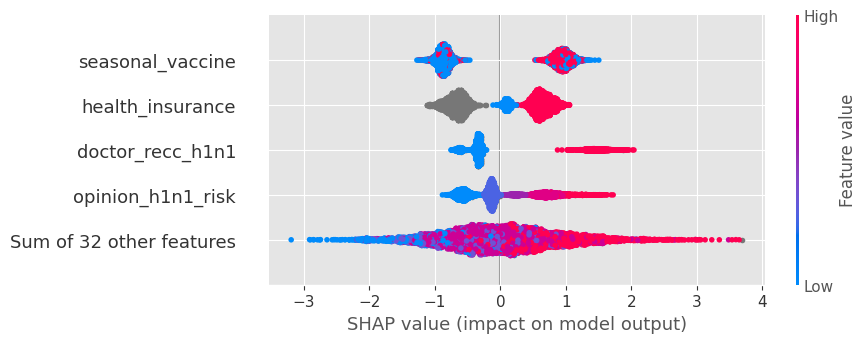 High
seasonal_vaccine
health_insurance
doctor_recc_h1n1
opinion_h1n1_risk
Sum of 32 other features
Feature value
Low
−3 −2 −1 0 1 2 3 4
SHAP value (impact on model output)